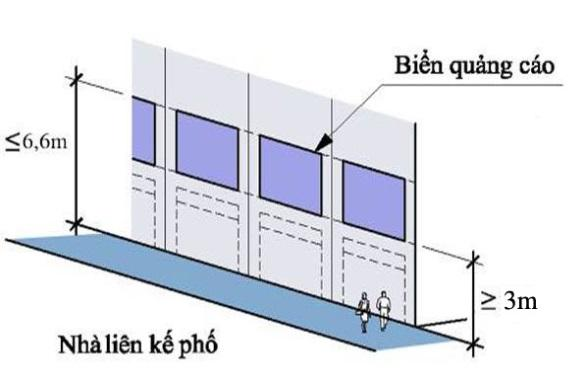 Biển quảng cáo
≤6,6m
≥ 3m
Nhà liên kế phố